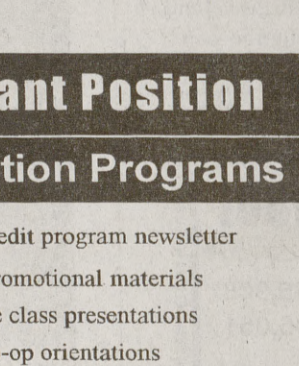 ant Position
tion Programs
edit program newsletter
romotional materials
e class presentations
-op orientations